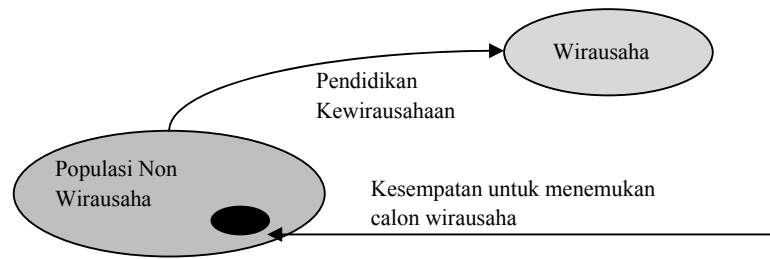 Wirausaha
Pendidikan
Kewirausahaan
Populasi Non
Wirausaha
Kesempatan untuk menemukan
calon wirausaha